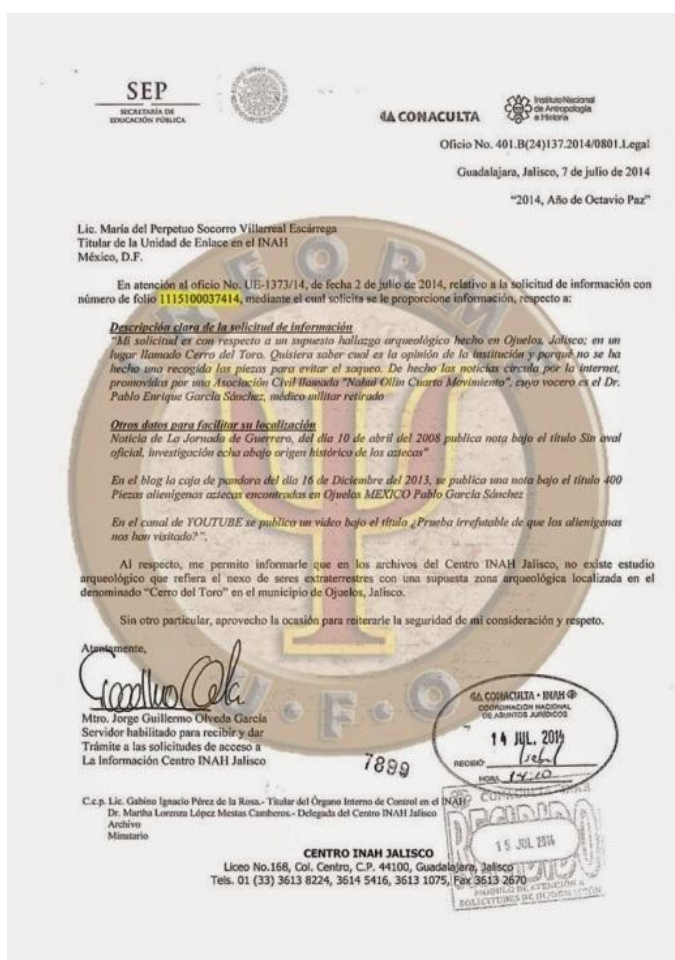 SEP
SECRETARÍA DE
EDUCACIÓN PÚBLICA
CONACULTA
Instituto Nacional
de Antropología
e Historia
Oficio No. 401.B(24)137.2014/0801.Legal
Guadalajara, Jalisco, 7 de julio de 2014
"2014, Año de Octavio Paz"
Lic. María del Perpetuo Socorro Villarreal Escárrega
Titular de la Unidad de Enlace en el INAH
México, D.F.
En atención al oficio No. UE-1373/14, de fecha 2 de julio de 2014, relativo a la solicitud de información con
número de folio 1115100037414, mediante el cual solicita se le proporcione información, respecto a:
Descripción clara de la solicitud de información
"Mi solicitud es con respecto a un supuesto hallazgo arqueológico hecho en Ojuelos, Jalisco; en un
lugar llamado Cerro del Toro. Quisiera saber cual es la opinión de la institución y porqué no se ha
hecho una recogida las piezas para evitar el saqueo. De hecho las noticias circula por la internet,
promovidas por una Asociación Civil llamada "Nahui Ollin Cuarto Movimiento", cuyo vocero es el Dr.
Pablo Enrique García Sánchez, médico militar retirado
Otros datos para facilitar su localización
Noticia de La Jornada de Guerrero, del día 10 de abril del 2008 publica nota bajo el título Sin aval
oficial, investigación echa abajo origen histórico de los aztecas"
En el blog la caja de pandora del día 16 de Diciembre del 2013, se publica una nota bajo el título 400
Piezas alienígenas aztecas encontradas en Ojuelos MEXICO Pablo García Sánchez
En el canal de YOUTUBE se publica un video bajo el título ¿Prueba irrefutable de que los alienígenas
nos han visitado?".
Al respecto, me permito informarle que en los archivos del Centro INAH Jalisco, no existe estudio
arqueológico que refiera el nexo de seres extraterrestres con una supuesta zona arqueológica localizada en el
denominado "Cerro del Toro" en el municipio de Ojuelos, Jalisco.
Sin otro particular, aprovecho la ocasión para reiterarle la seguridad de mi consideración y respeto.
Atentamente,
Mtro. Jorge Guillermo Olveda García
Servidor habilitado para recibir y dar
Trámite a las solicitudes de acceso a
La Información Centro INAH Jalisco
7899
CONACULTA - INAH
COORDINACIÓN NACIONAL
DE ASUNTOS JURÍDICOS
14 JUL. 2014
RECIBIÓ
HORA 14:10
C.c.p. Lic. Gabino Ignacio Pérez de la Rosa.- Titular del Órgano Interno de Control en el INAH
Dr. Martha Lorenza López Mestas Camberos.- Delegada del Centro INAH Jalisco
Archivo
Minutario
CONACULTA - INAH
RECIBIDO
15 JUL 2014
MODULO DE ATENCIÓN A
SOLICITUDES DE INFORMACIÓN
CENTRO INAH JALISCO
Liceo No.168, Col. Centro, C.P. 44100, Guadalajara, Jalisco
Tels. 01 (33) 3613 8224, 3614 5416, 3613 1075, Fax 3613 2670
FORM
UFO